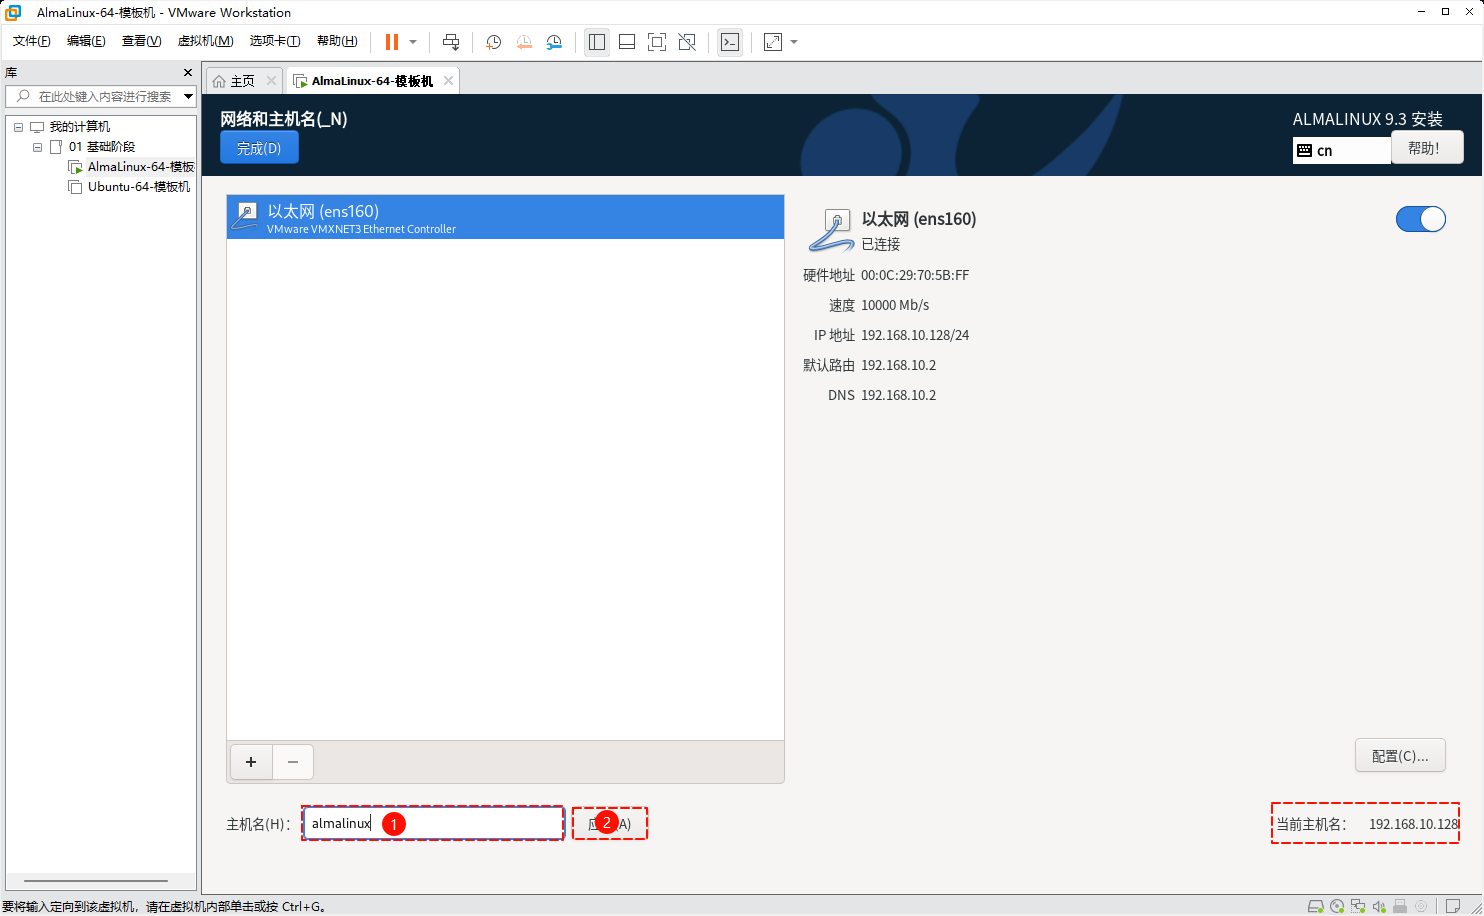 AlmaLinux-64-模板机 - VMware Workstation
文件(F) 编辑(E) 查看(V) 虚拟机(M) 选项卡(T) 帮助(H)
库
在此处键入内容进行搜索
我的计算机
01 基础阶段
AlmaLinux-64-模板
Ubuntu-64-模板机
主页
AlmaLinux-64-模板机
网络和主机名(_N)
完成(D)
ALMALINUX 9.3 安装
cn
帮助!
以太网 (ens160)
VMware VMXNET3 Ethernet Controller
以太网 (ens160)
已连接
硬件地址 00:0C:29:70:5B:FF
速度 10000 Mb/s
IP 地址 192.168.10.128/24
默认路由 192.168.10.2
DNS 192.168.10.2
+ −
配置(C)...
主机名(H)： almalinux 1
2 A)
当前主机名： 192.168.10.128
要将输入定向到该虚拟机，请在虚拟机内部单击或按 Ctrl+G。